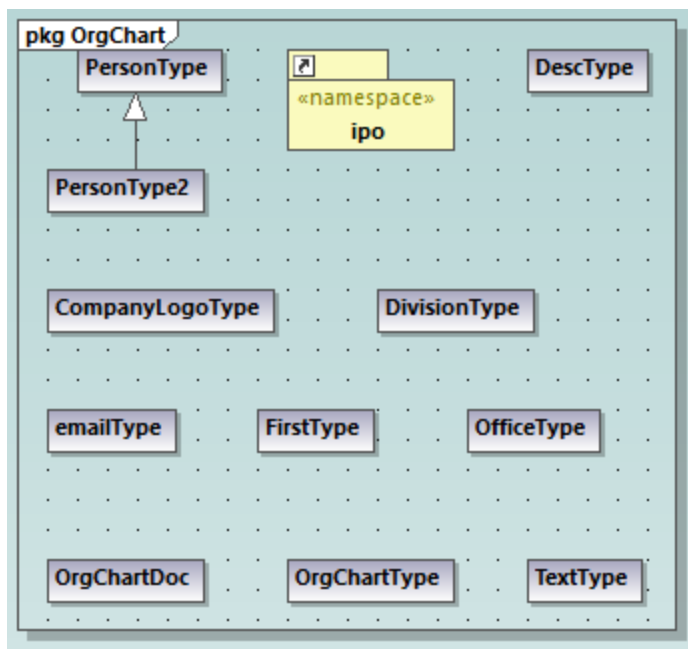 pkg OrgChart
PersonType
DescType
«namespace»
ipo
PersonType2
CompanyLogoType
DivisionType
emailType
FirstType
OfficeType
OrgChartDoc
OrgChartType
TextType